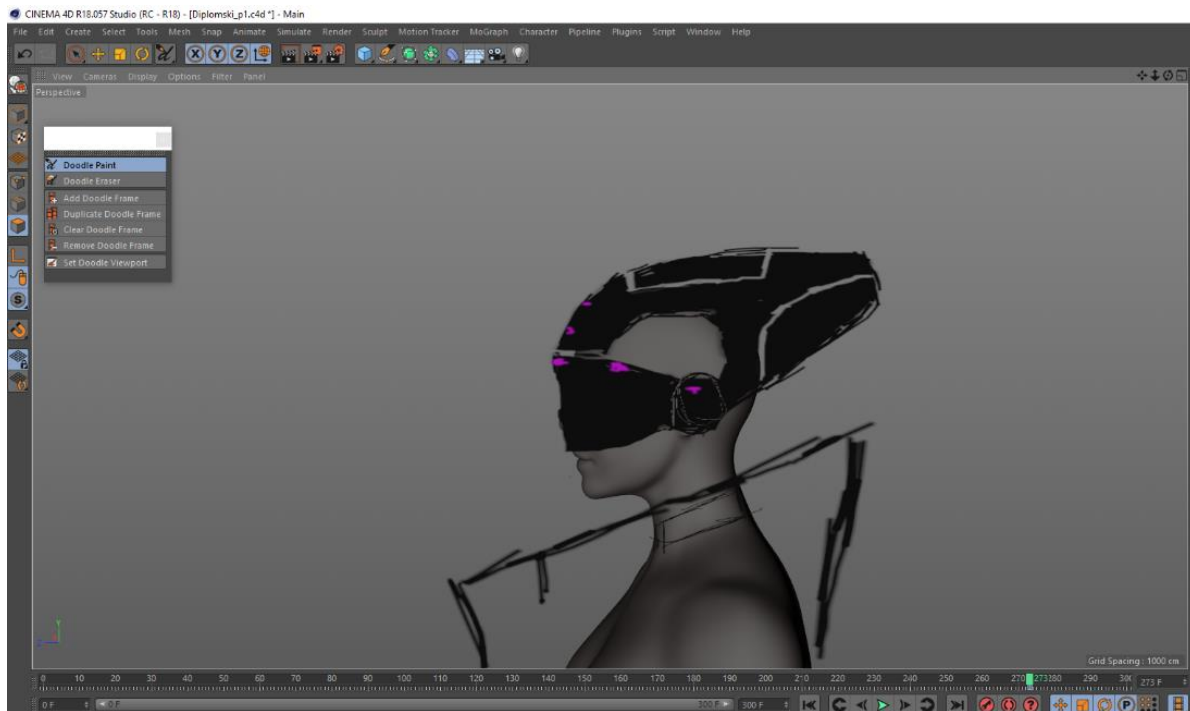 CINEMA 4D R18.057 Studio (RC - R18) - [Diplomski_p1.c4d *] - Main
File Edit Create Select Tools Mesh Snap Animate Simulate Render Sculpt Motion Tracker MoGraph Character Pipeline Plugins Script Window Help
X Y Z
View Cameras Display Options Filter Panel
Perspective
Doodle Paint
Doodle Eraser
Add Doodle Frame
Duplicate Doodle Frame
Clear Doodle Frame
Remove Doodle Frame
Set Doodle Viewport
S
Y
Z
Grid Spacing : 1000 cm
0 10 20 30 40 50 60 70 80 90 100 110 120 130 140 150 160 170 180 190 200 210 220 230 240 250 260 270 273 280 290 30 273 F
0 F 0 F 300 F 300 F P